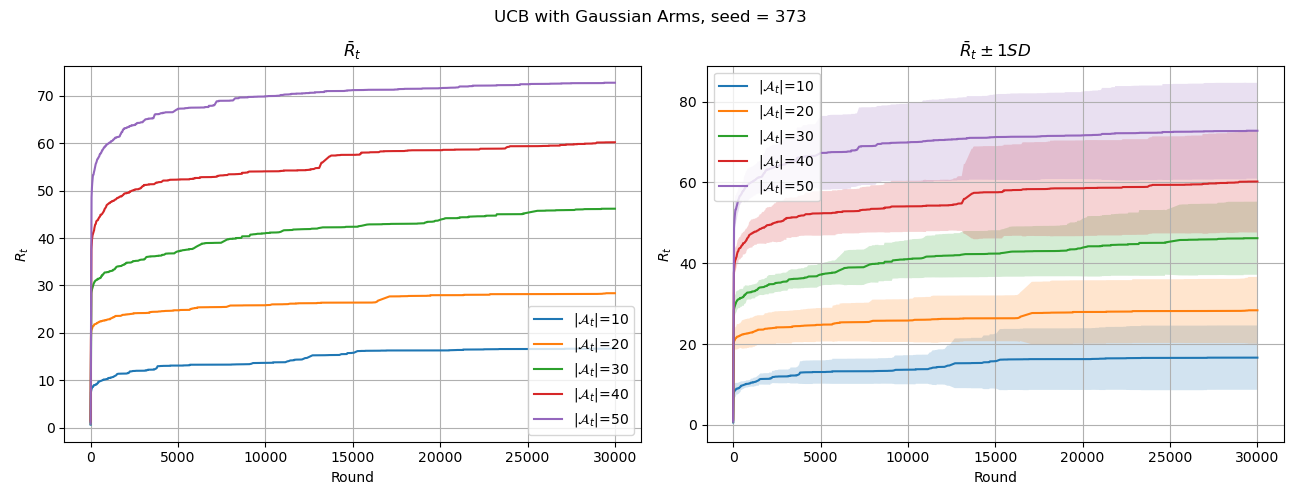 UCB with Gaussian Arms, seed = 373
R̄ₜ
70
60
50
40
30
20
10
0
Rₜ
0 5000 10000 15000 20000 25000 30000
Round
|𝒜ₜ|=10
|𝒜ₜ|=20
|𝒜ₜ|=30
|𝒜ₜ|=40
|𝒜ₜ|=50
R̄ₜ ± 1SD
80
60
40
20
0
Rₜ
0 5000 10000 15000 20000 25000 30000
Round
|𝒜ₜ|=10
|𝒜ₜ|=20
|𝒜ₜ|=30
|𝒜ₜ|=40
|𝒜ₜ|=50